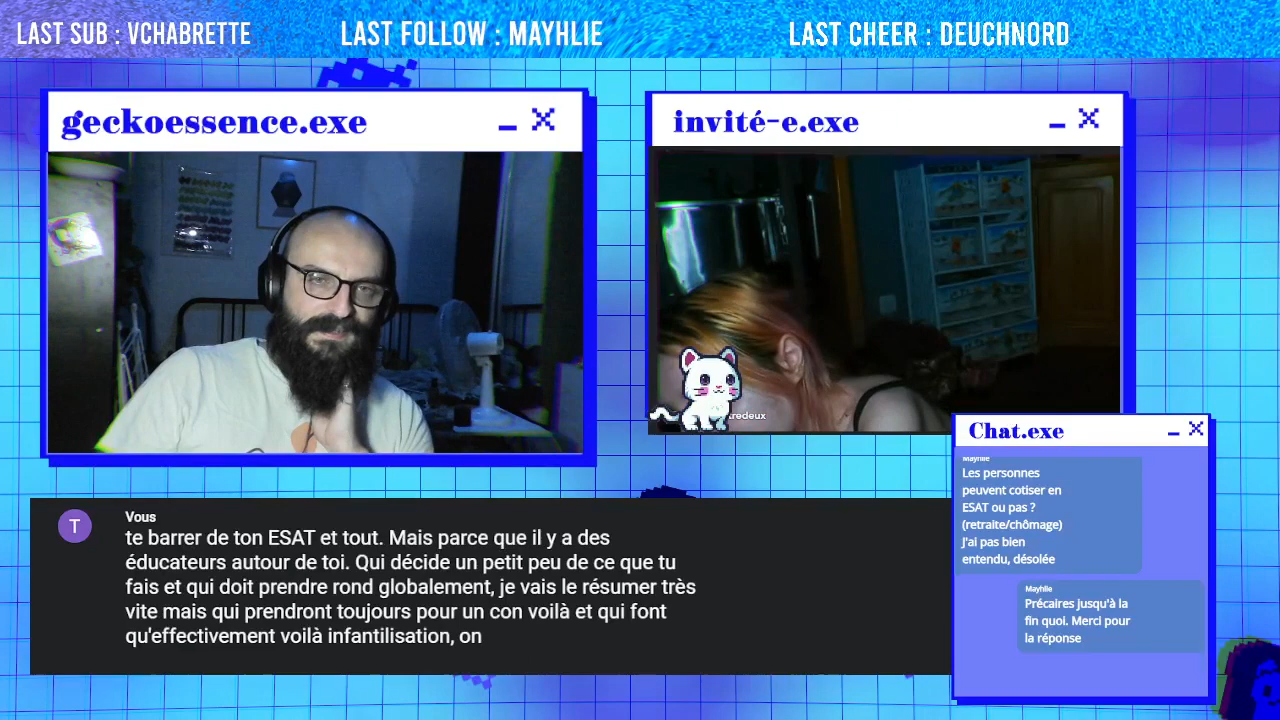 LAST SUB : VCHABRETTE
LAST FOLLOW : MAYHLIE
LAST CHEER : DEUCHNORD
geckoessence.exe
invité-e.exe
redeux
Chat.exe
Mayhlie
Les personnes
peuvent cotiser en
ESAT ou pas ?
(retraite/chômage)
J'ai pas bien
entendu, désolée
Mayhlie
Précaires jusqu'à la
fin quoi. Merci pour
la réponse
T
Vous
te barrer de ton ESAT et tout. Mais parce que il y a des
éducateurs autour de toi. Qui décide un petit peu de ce que tu
fais et qui doit prendre rond globalement, je vais le résumer très
vite mais qui prendront toujours pour un con voilà et qui font
qu'effectivement voilà infantilisation, on